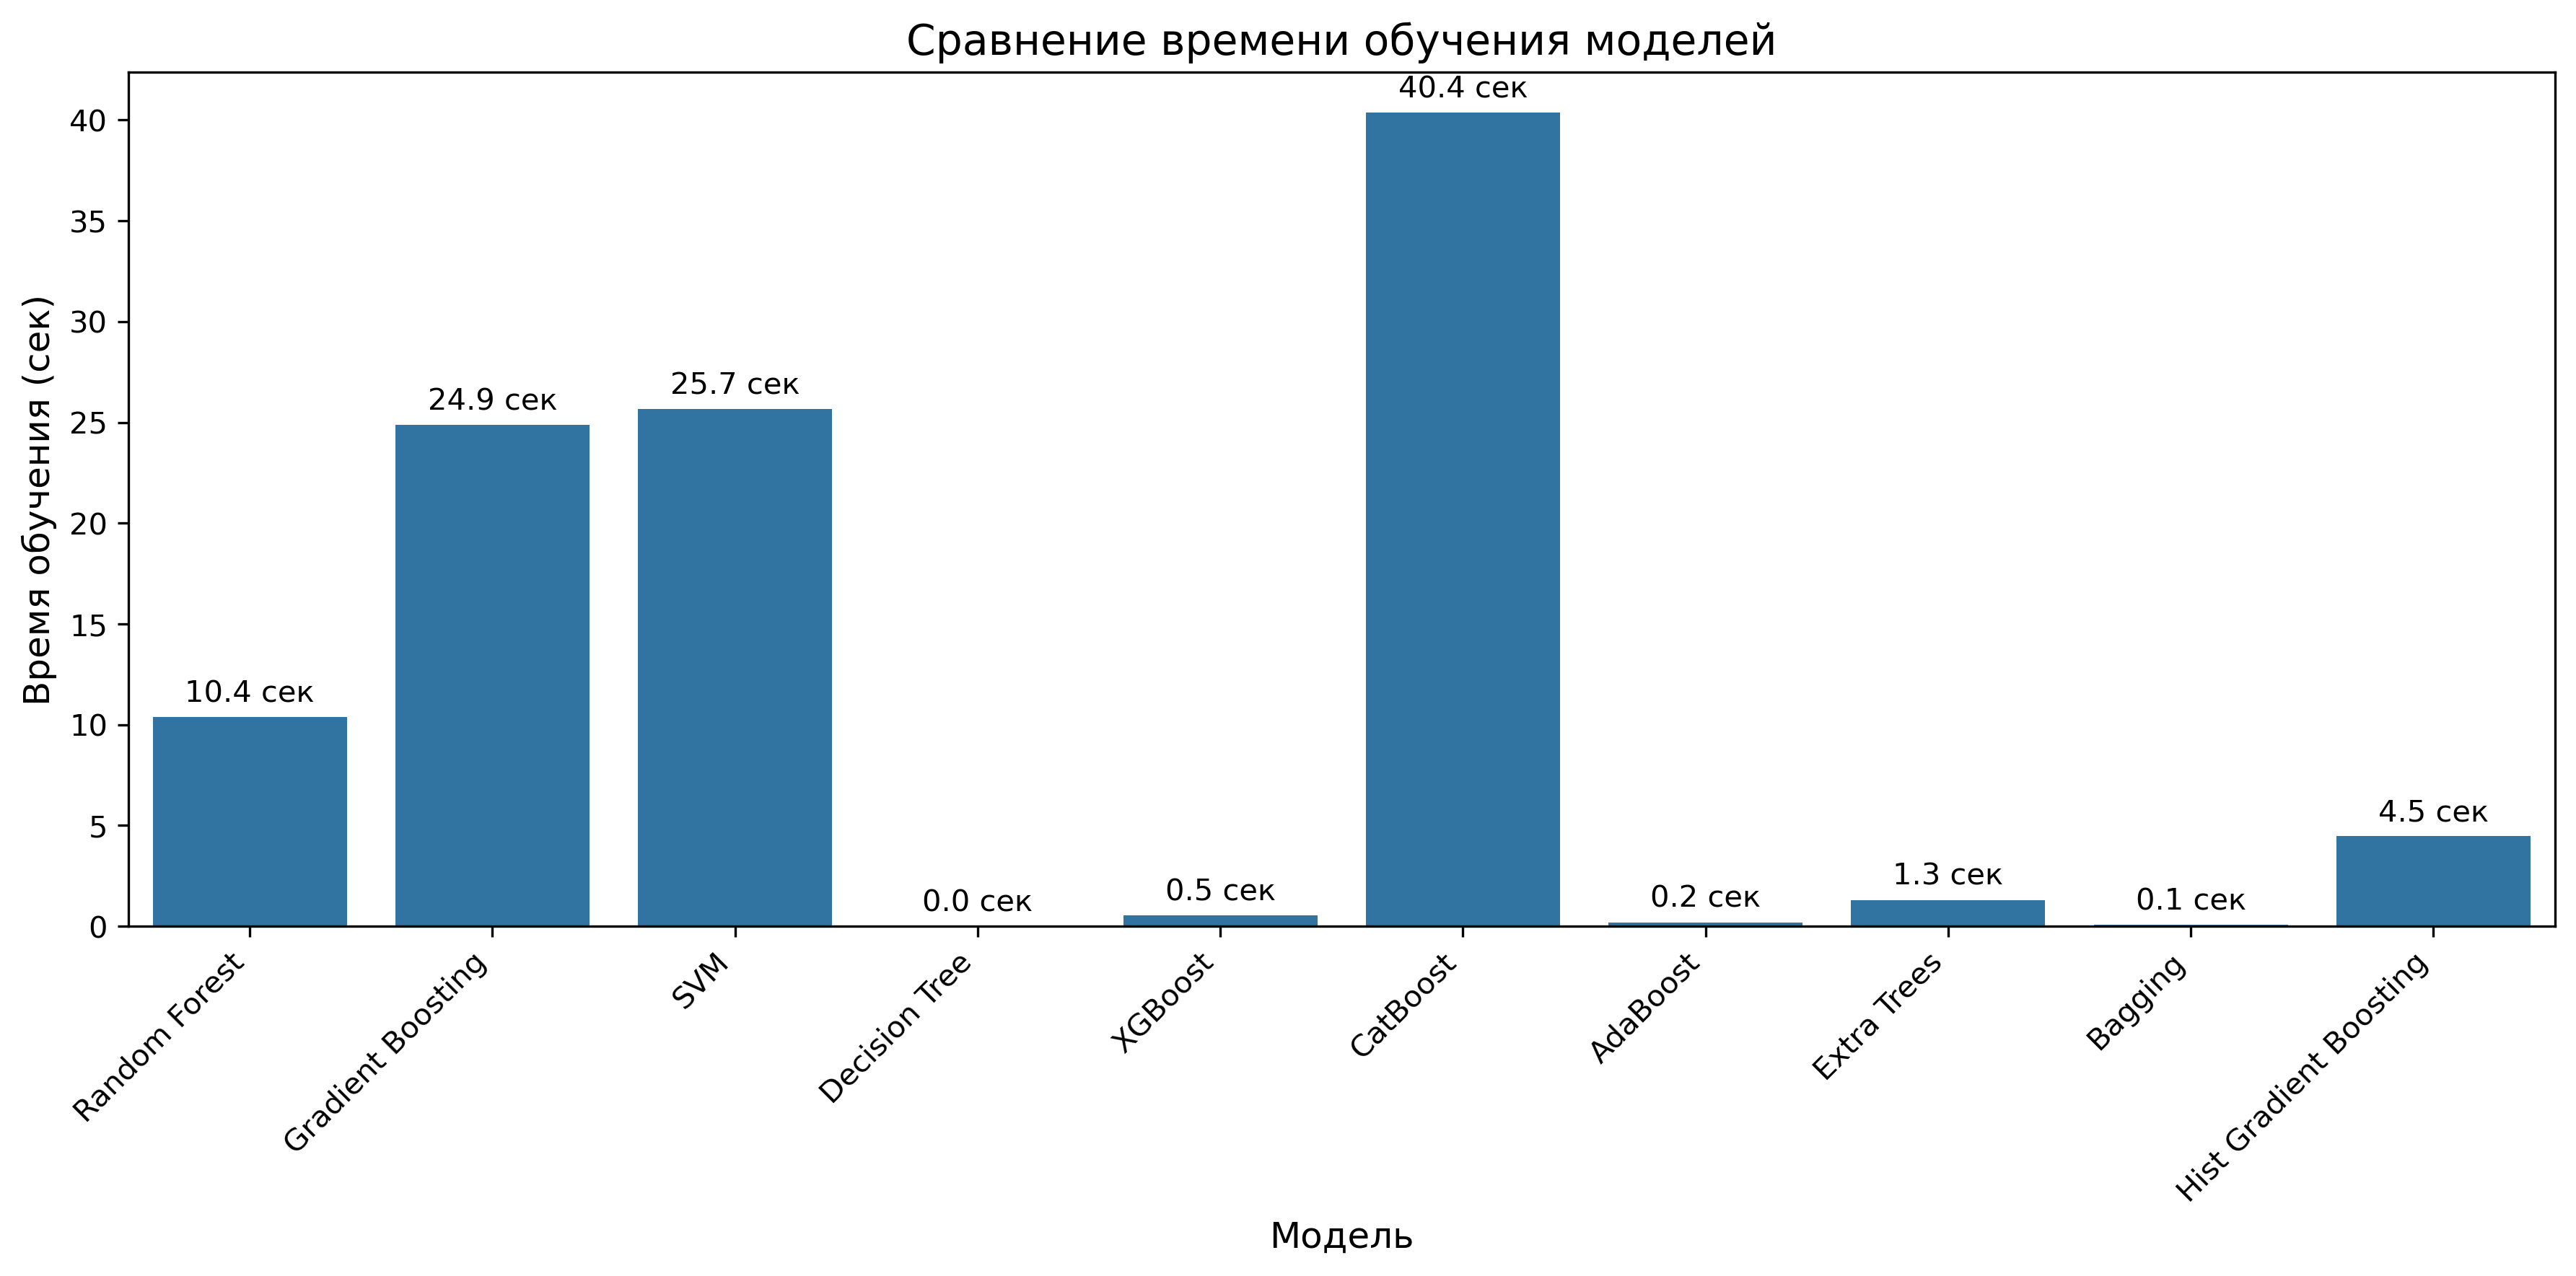 Сравнение времени обучения моделей
Время обучения (сек)
40
35
30
25
20
15
10
5
0
10.4 сек
24.9 сек
25.7 сек
0.0 сек
0.5 сек
40.4 сек
0.2 сек
1.3 сек
0.1 сек
4.5 сек
Random Forest
Gradient Boosting
SVM
Decision Tree
XGBoost
CatBoost
AdaBoost
Extra Trees
Bagging
Hist Gradient Boosting
Модель